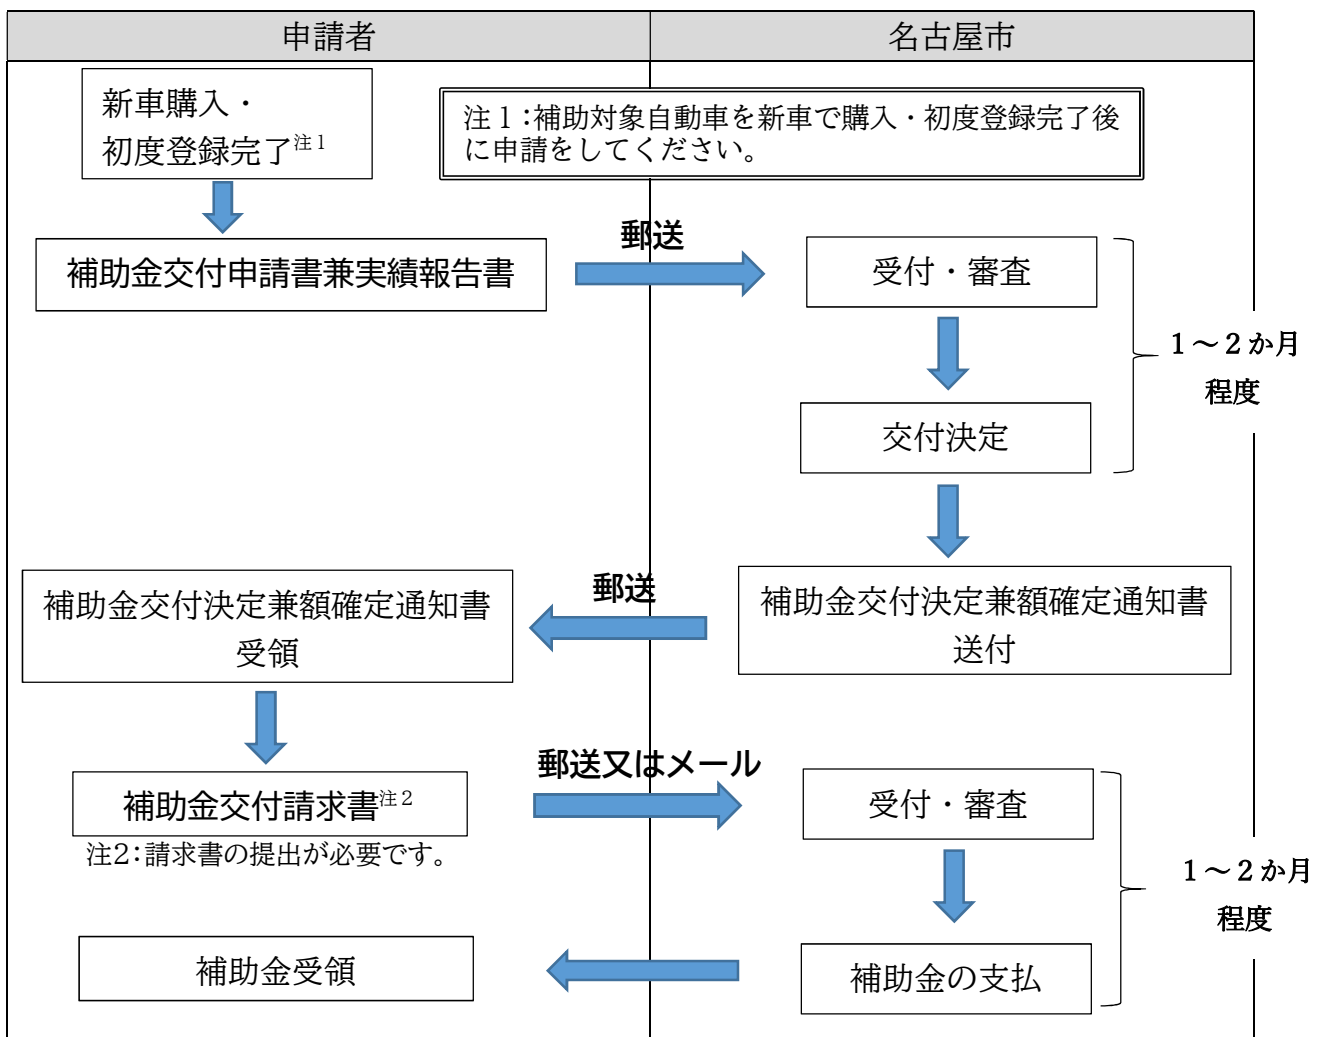 申請者
名古屋市
新車購入・
初度登録完了注1
注1:補助対象自動車を新車で購入・初度登録完了後
に申請をしてください。
補助金交付申請書兼実績報告書
郵送
受付・審査
1~2か月
程度
交付決定
補助金交付決定兼額確定通知書
送付
郵送
補助金交付決定兼額確定通知書
受領
補助金交付請求書注2
注2:請求書の提出が必要です。
郵送又はメール
受付・審査
1~2か月
程度
補助金の支払
補助金受領